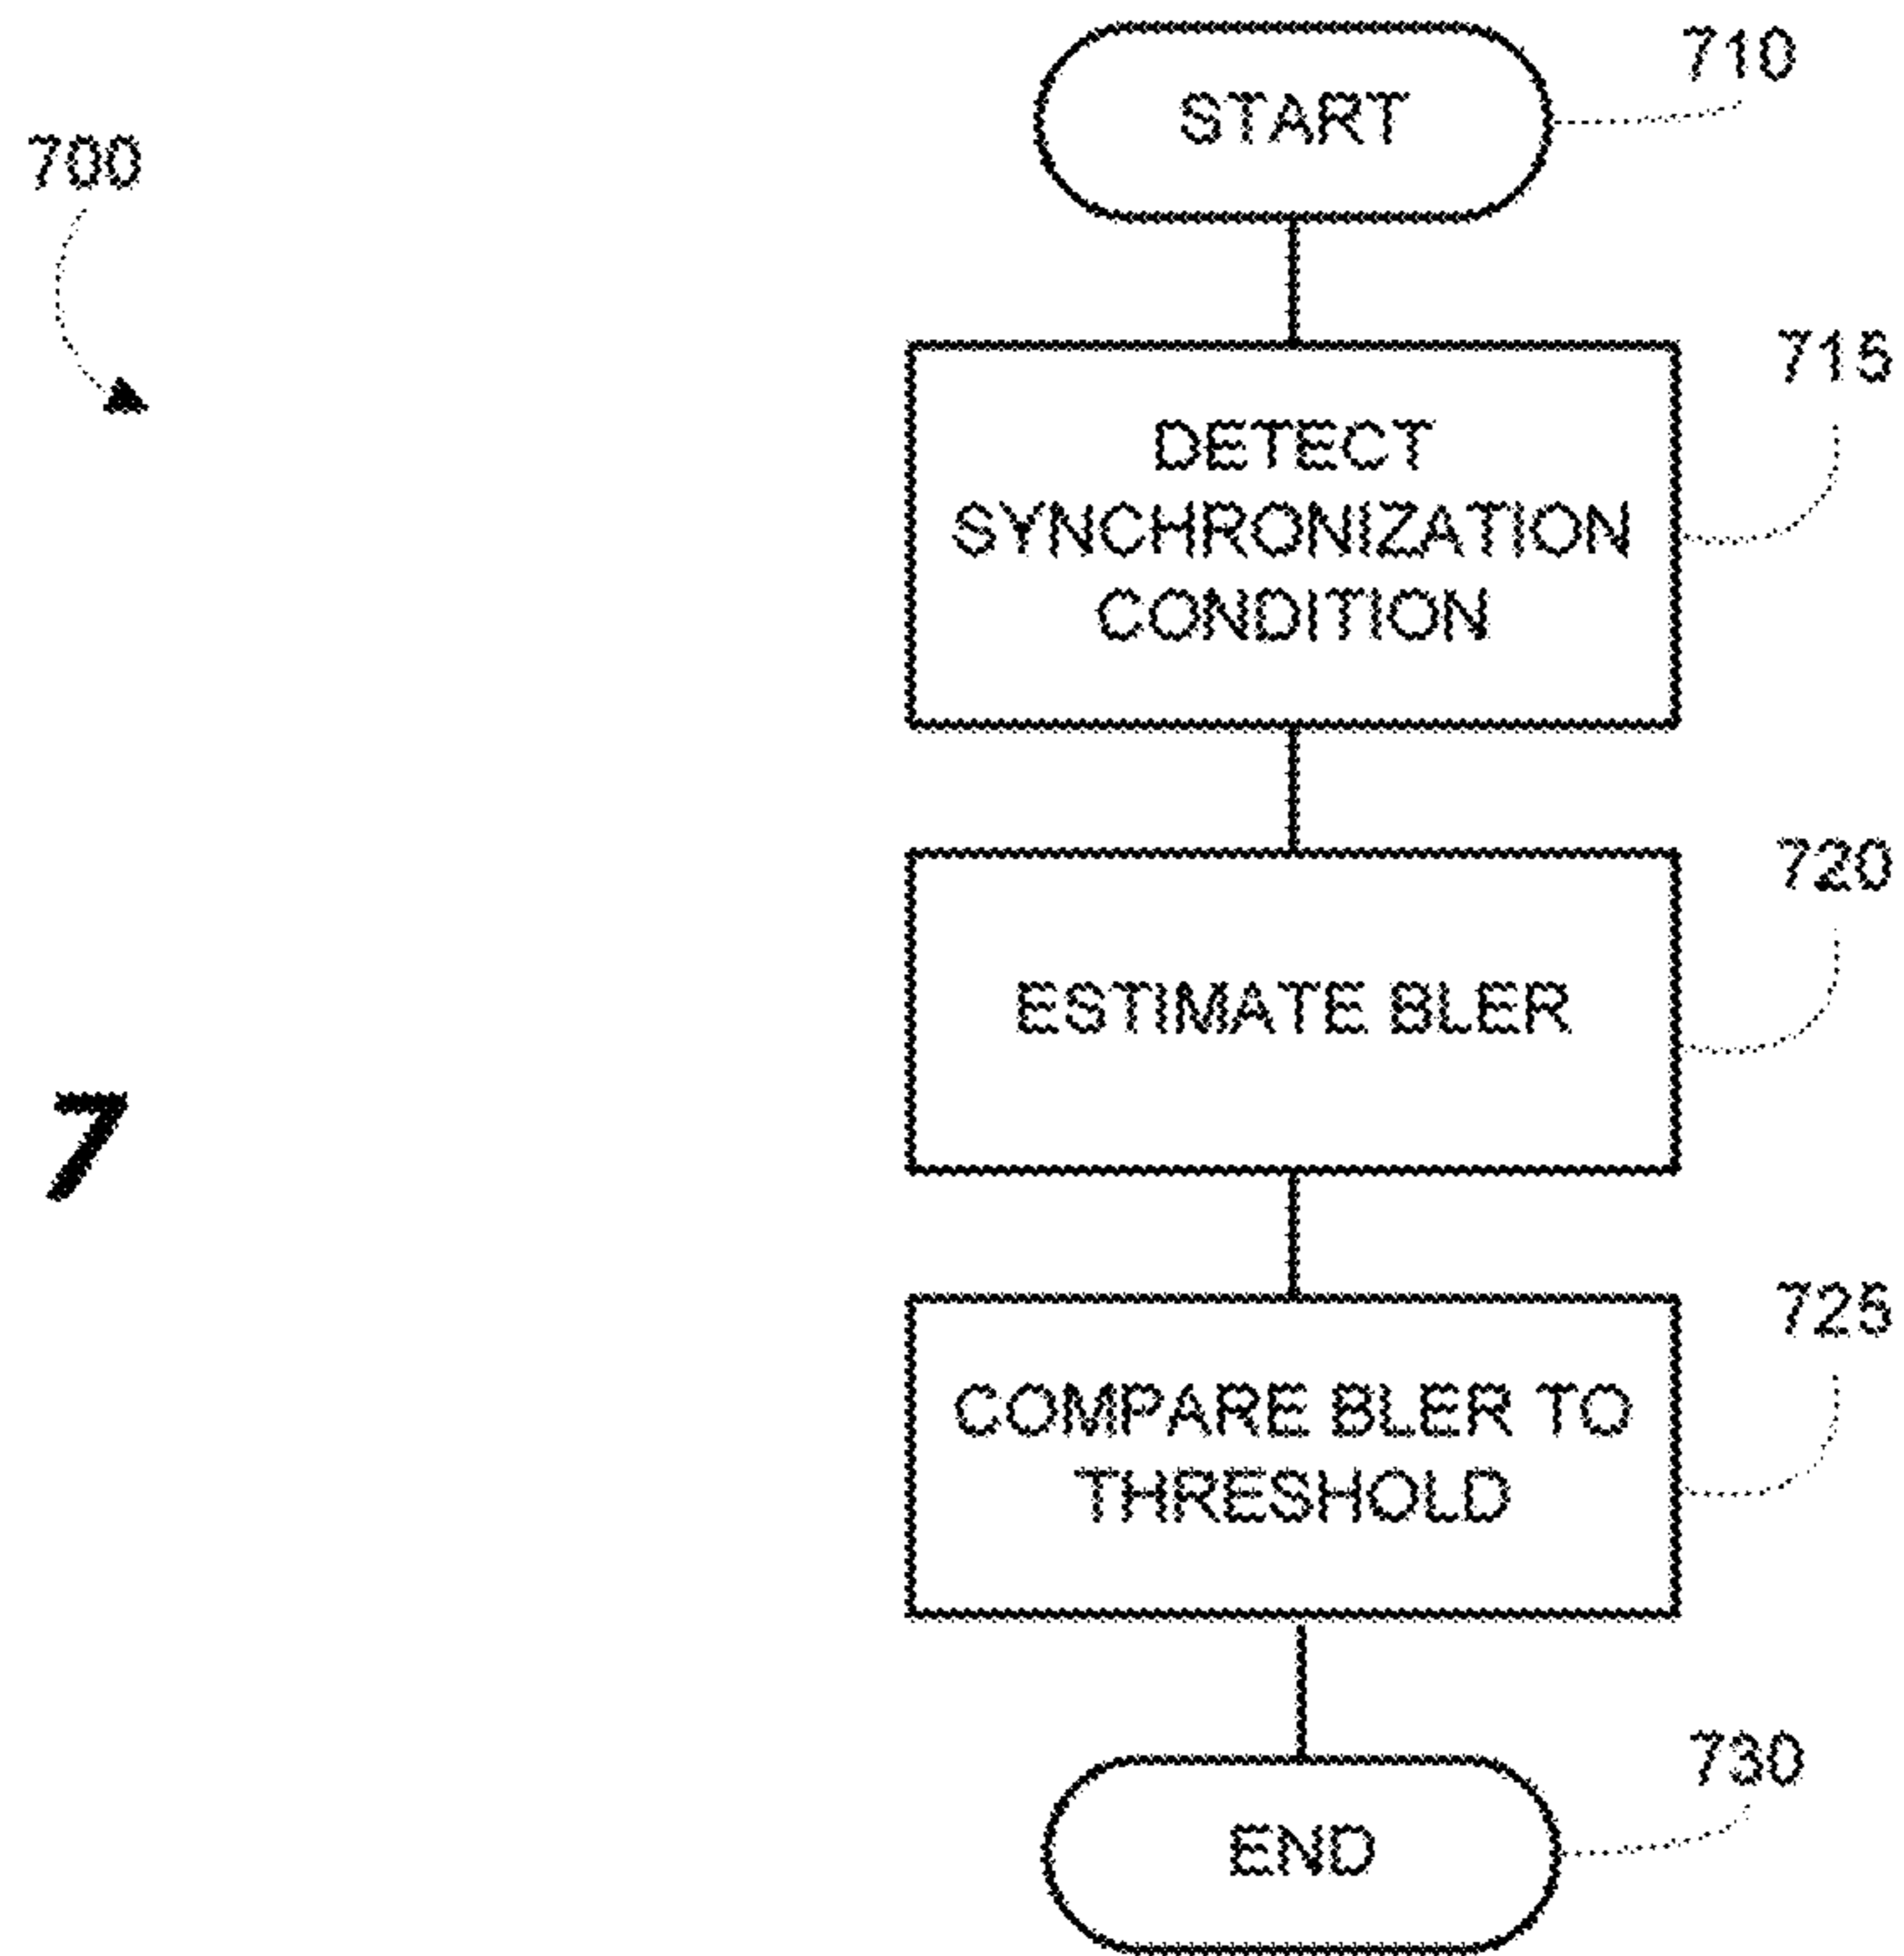 710
START
700
715
DETECT
SYNCHRONIZATION
CONDITION
720
ESTIMATE BLER
7
725
COMPARE BLER TO
THRESHOLD
730
END